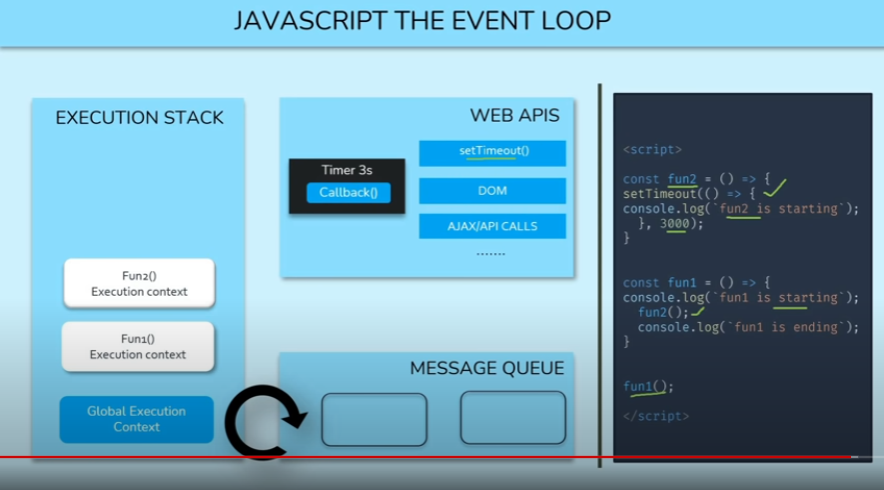 JAVASCRIPT THE EVENT LOOP
EXECUTION STACK
Fun2()
Execution context
Fun1()
Execution context
Global Execution
Context
WEB APIS
Timer 3s
Callback()
setTimeout()
DOM
AJAX/API CALLS
.......
MESSAGE QUEUE
<script>
const fun2 = () => {
setTimeout(() => {
console.log(`fun2 is starting`);
}, 3000);
}
const fun1 = () => {
console.log(`fun1 is starting`);
fun2();
console.log(`fun1 is ending`);
}
fun1();
</script>